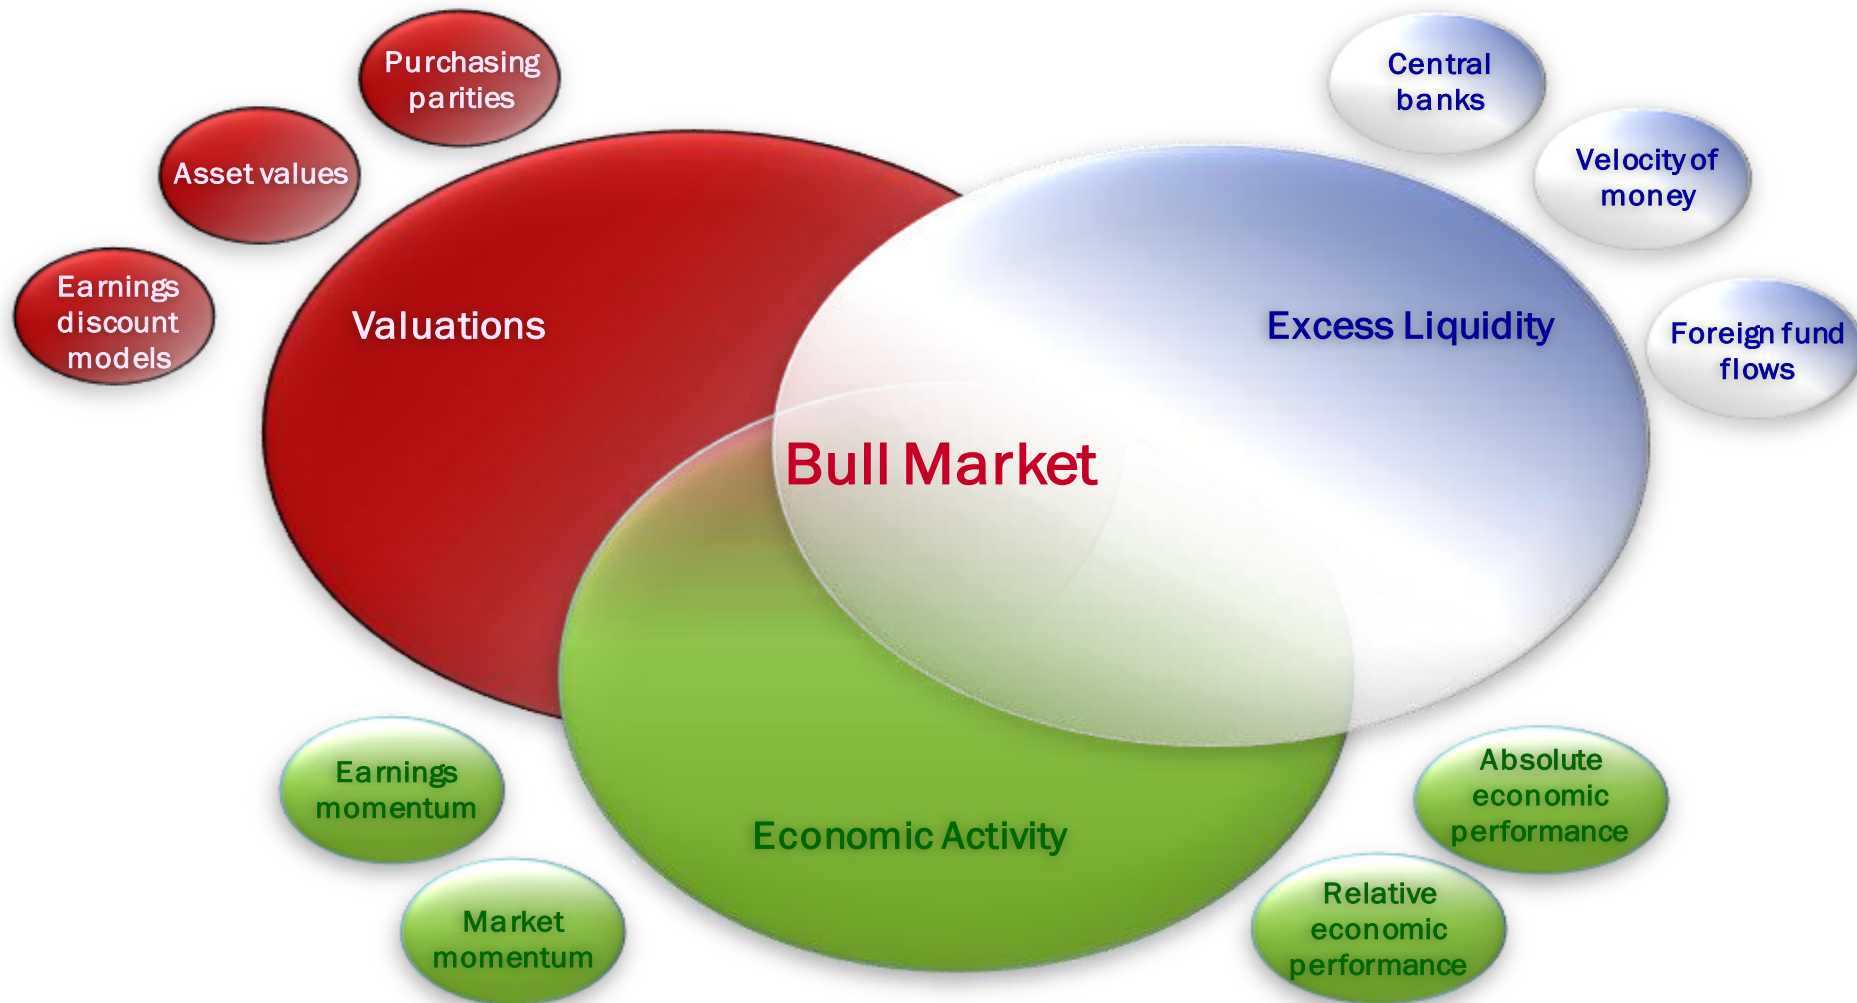 Purchasing
parities
Central
banks
Asset values
Velocity of
money
Earnings
discount
models
Valuations
Excess Liquidity
Foreign fund
flows
Bull Market
Earnings
momentum
Economic Activity
Absolute
economic
performance
Market
momentum
Relative
economic
performance